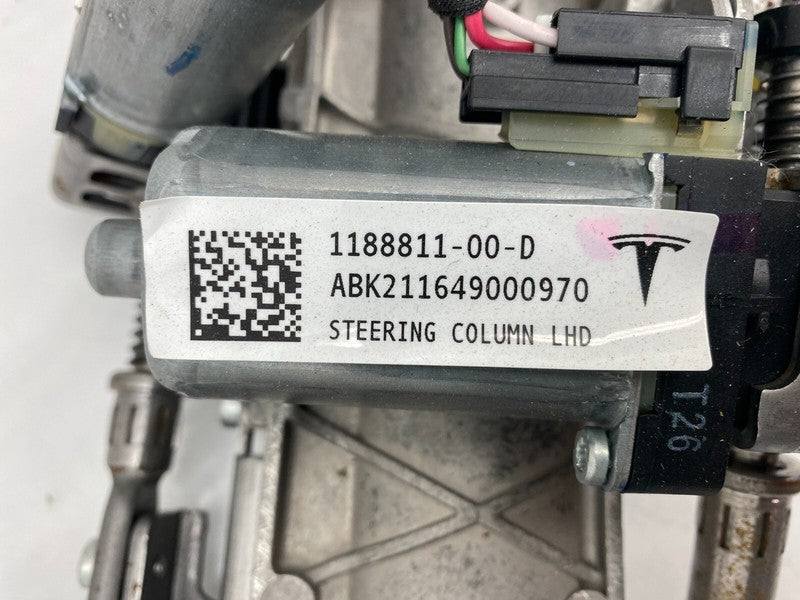 1188811-00-D
ABK211649000970
STEERING COLUMN LHD
T26